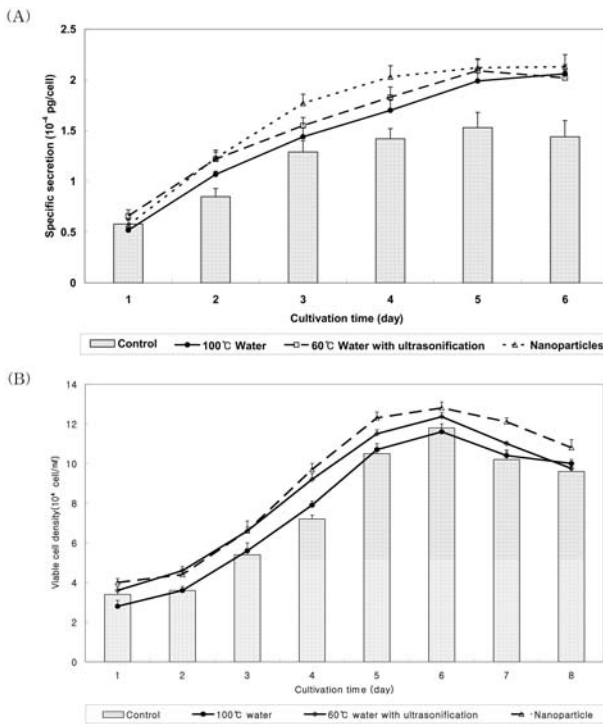 (A)
Specific secretion (10⁻⁴ pg/cell)
2.5
2
1.5
1
0.5
0
1 2 3 4 5 6
Cultivation time (day)
Control 100℃ Water 60℃ Water with ultrasonification Nanoparticles
(B)
Viable cell density(10⁴ cell/㎖)
14
12
10
8
6
4
2
0
1 2 3 4 5 6 7 8
Cultivation time (day)
Control 100℃ water 60℃ water with ultrasonification Nanoparticle